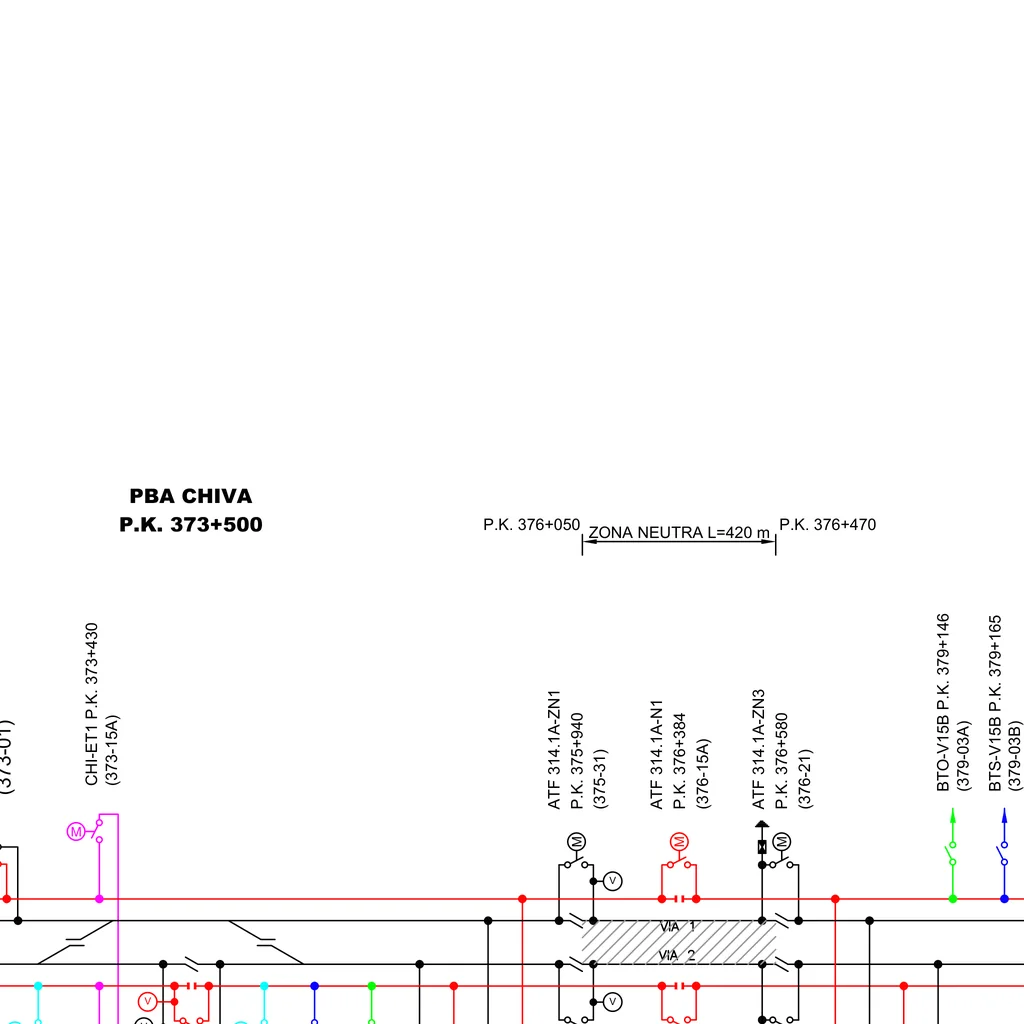 PBA CHIVA
P.K. 373+500
P.K. 376+050
ZONA NEUTRA L=420 m
P.K. 376+470
(373-01)
CHI-ET1 P.K. 373+430
(373-15A)
ATF 314.1A-ZN1
P.K. 375+940
(375-31)
ATF 314.1A-N1
P.K. 376+384
(376-15A)
ATF 314.1A-ZN3
P.K. 376+580
(376-21)
BTO-V15B P.K. 379+146
(379-03A)
BTS-V15B P.K. 379+165
(379-03B)
M
M
M
M
V
VIA 1
VIA 2
V
V